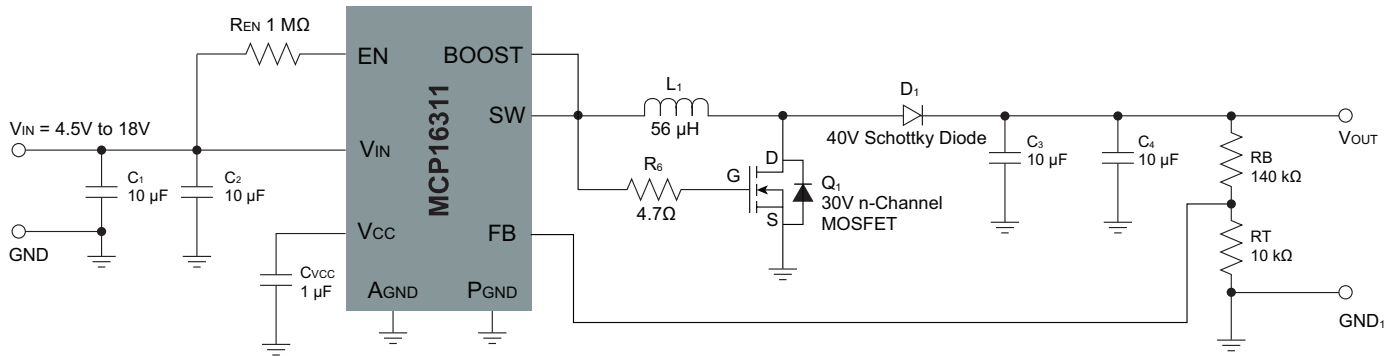 REN 1 MΩ
VIN = 4.5V to 18V
C1
10 µF
C2
10 µF
GND
CVCC
1 µF
EN
BOOST
SW
VIN
MCP16311
VCC
FB
AGND
PGND
L1
56 µH
R6
4.7Ω
D
G
S
Q1
30V n-Channel
MOSFET
D1
40V Schottky Diode
C3
10 µF
C4
10 µF
VOUT
RB
140 kΩ
RT
10 kΩ
GND1